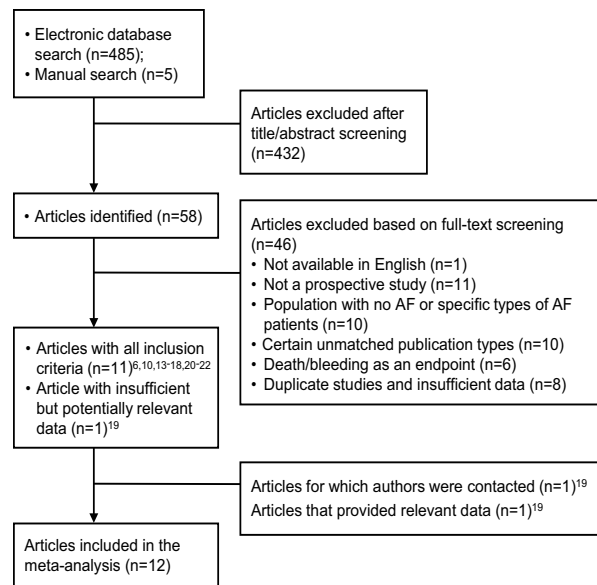 • Electronic database
search (n=485);
• Manual search (n=5)
Articles excluded after
title/abstract screening
(n=432)
• Articles identified (n=58)
Articles excluded based on full-text screening
(n=46)
• Not available in English (n=1)
• Not a prospective study (n=11)
• Population with no AF or specific types of AF
patients (n=10)
• Certain unmatched publication types (n=10)
• Death/bleeding as an endpoint (n=6)
• Duplicate studies and insufficient data (n=8)
• Articles with all inclusion
criteria (n=11)6,10,13-18,20-22
• Article with insufficient
but potentially relevant
data (n=1)19
Articles for which authors were contacted (n=1)19
Articles that provided relevant data (n=1)19
Articles included in the
meta-analysis (n=12)